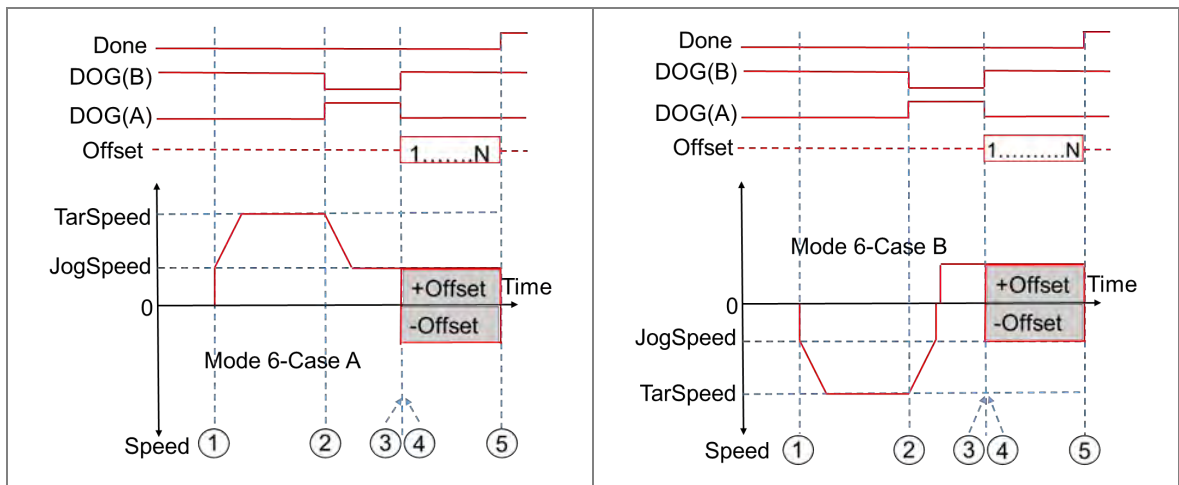 Done
DOG(B)
DOG(A)
Offset
1.......N
TarSpeed
JogSpeed
+Offset
Time
0
-Offset
Mode 6-Case A
Speed
1
2
3
4
5
Done
DOG(B)
DOG(A)
Offset
1..........N
Mode 6-Case B
+Offset
Time
0
-Offset
JogSpeed
TarSpeed
Speed
1
2
3
4
5